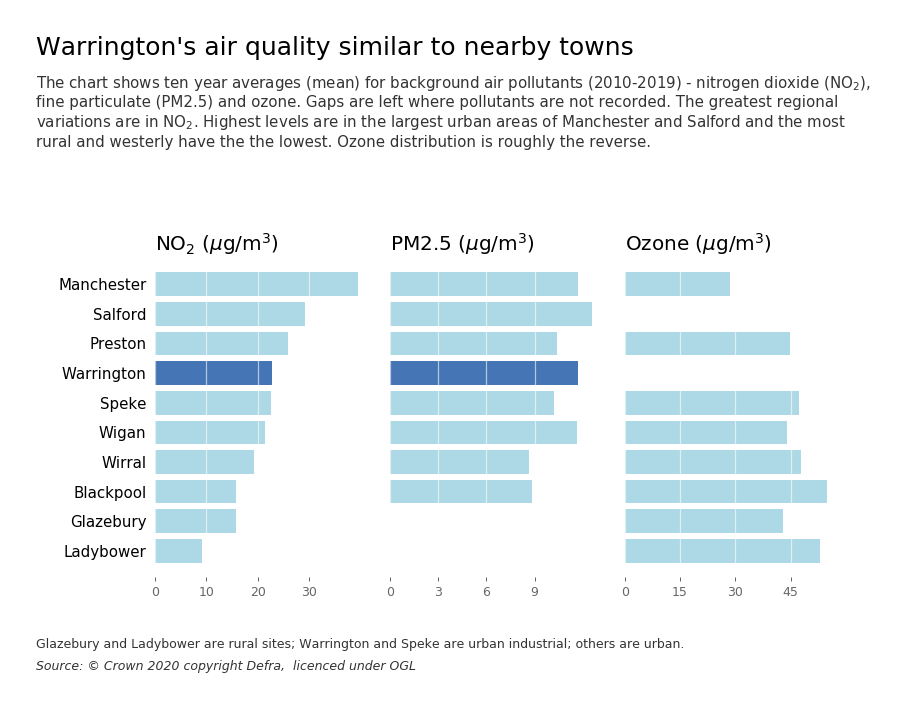 Warrington's air quality similar to nearby towns
The chart shows ten year averages (mean) for background air pollutants (2010-2019) - nitrogen dioxide (NO₂),
fine particulate (PM2.5) and ozone. Gaps are left where pollutants are not recorded. The greatest regional
variations are in NO₂. Highest levels are in the largest urban areas of Manchester and Salford and the most
rural and westerly have the the lowest. Ozone distribution is roughly the reverse.
NO₂ (μg/m³) PM2.5 (μg/m³) Ozone (μg/m³)
Manchester
Salford
Preston
Warrington
Speke
Wigan
Wirral
Blackpool
Glazebury
Ladybower
0 10 20 30 0 3 6 9 0 15 30 45
Glazebury and Ladybower are rural sites; Warrington and Speke are urban industrial; others are urban.
Source: © Crown 2020 copyright Defra,  licenced under OGL